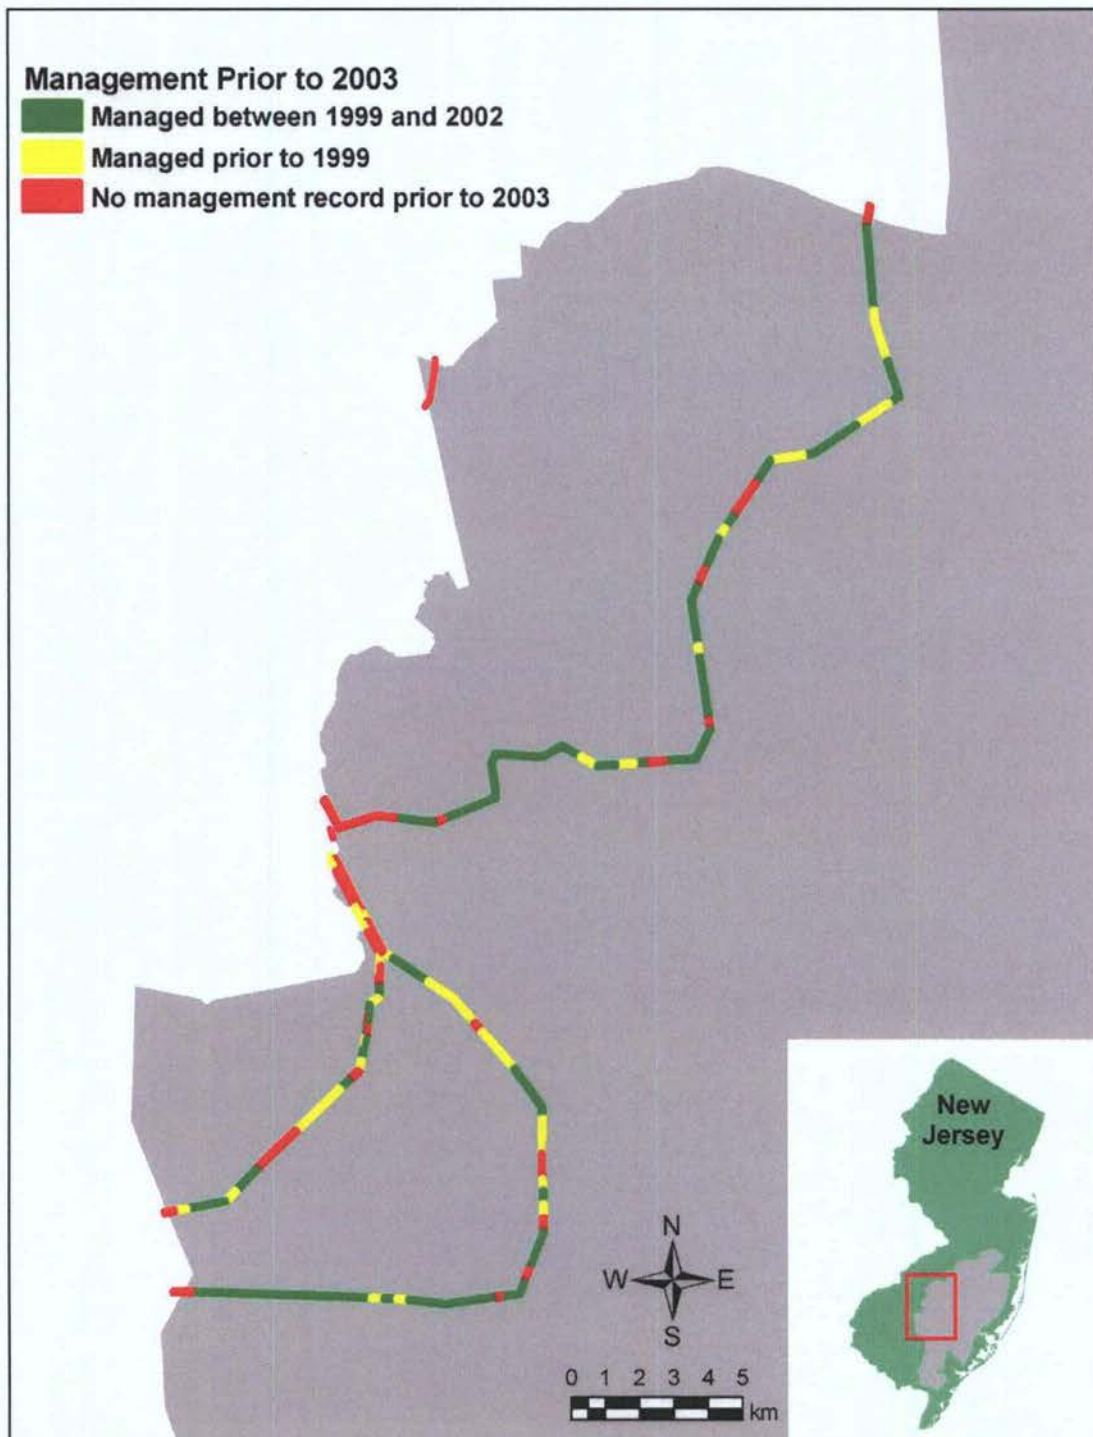 Management Prior to 2003
Managed between 1999 and 2002
Managed prior to 1999
No management record prior to 2003
New
Jersey
N
W E
S
0 1 2 3 4 5
km